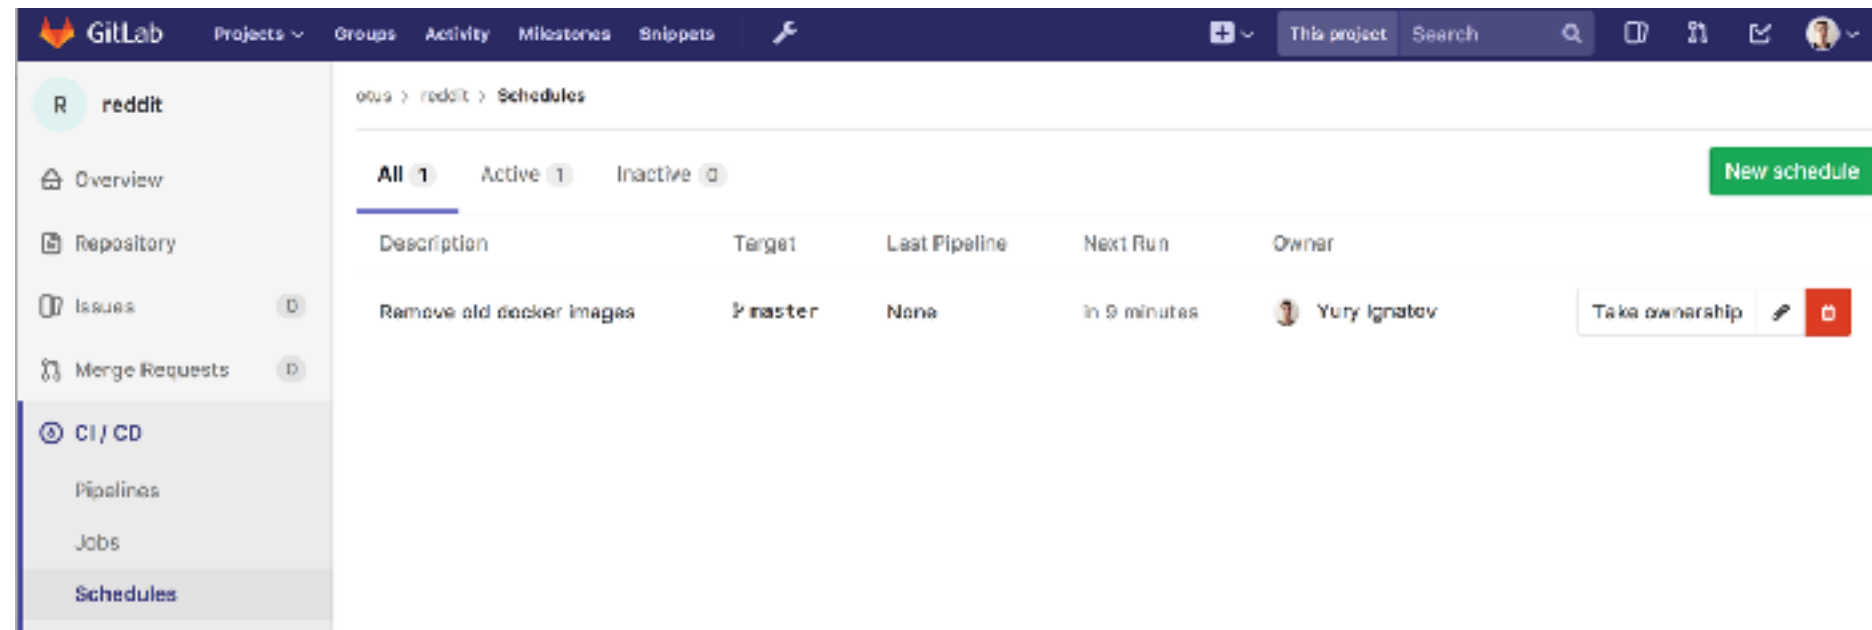 GitLab Projects Groups Activity Milestones Snippets This project Search
R reddit
otus > reddit > Schedules
All 1 Active 1 Inactive 0 New schedule
Overview
Repository
Issues 0
Merge Requests 0
CI / CD
Pipelines
Jobs
Schedules
Description Target Last Pipeline Next Run Owner
Remove old docker images master None in 9 minutes Yury Ignatov Take ownership